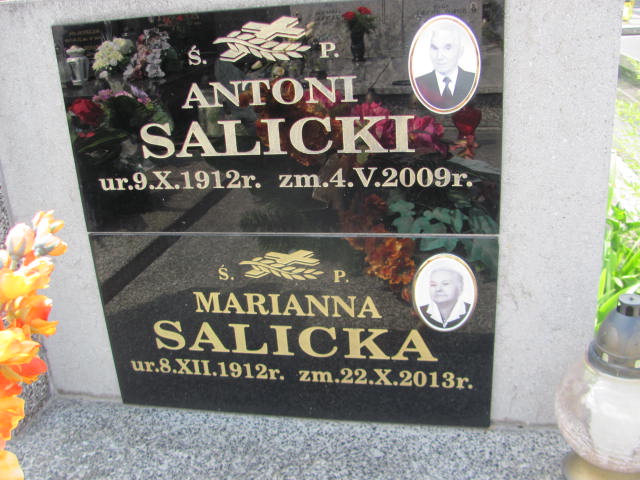 Ś. P.
ANTONI
SALICKI
ur.9.X.1912r. zm.4.V.2009r.
Ś. P.
MARIANNA
SALICKA
ur.8.XII.1912r. zm.22.X.2013r.